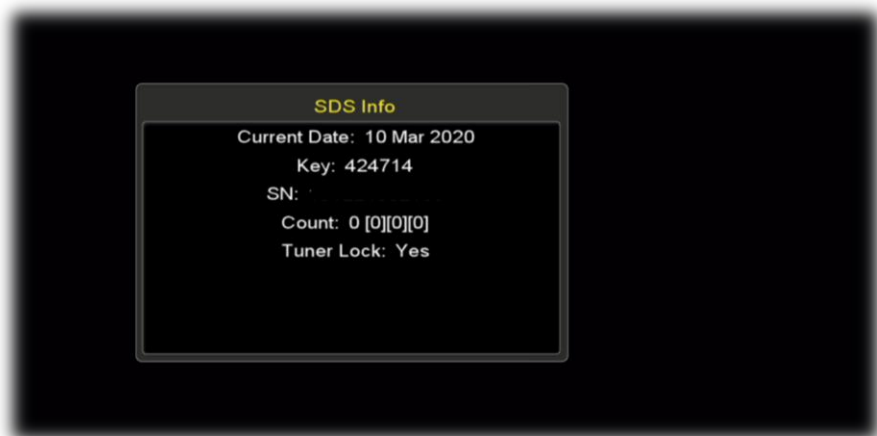 SDS Info
Current Date: 10 Mar 2020
Key: 424714
SN:
Count: 0 [0][0][0]
Tuner Lock: Yes